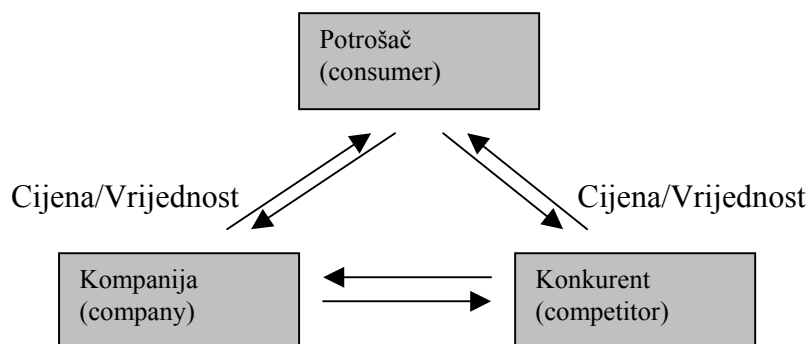 Potrošač
(consumer)
Cijena/Vrijednost
Cijena/Vrijednost
Kompanija
(company)
Konkurent
(competitor)